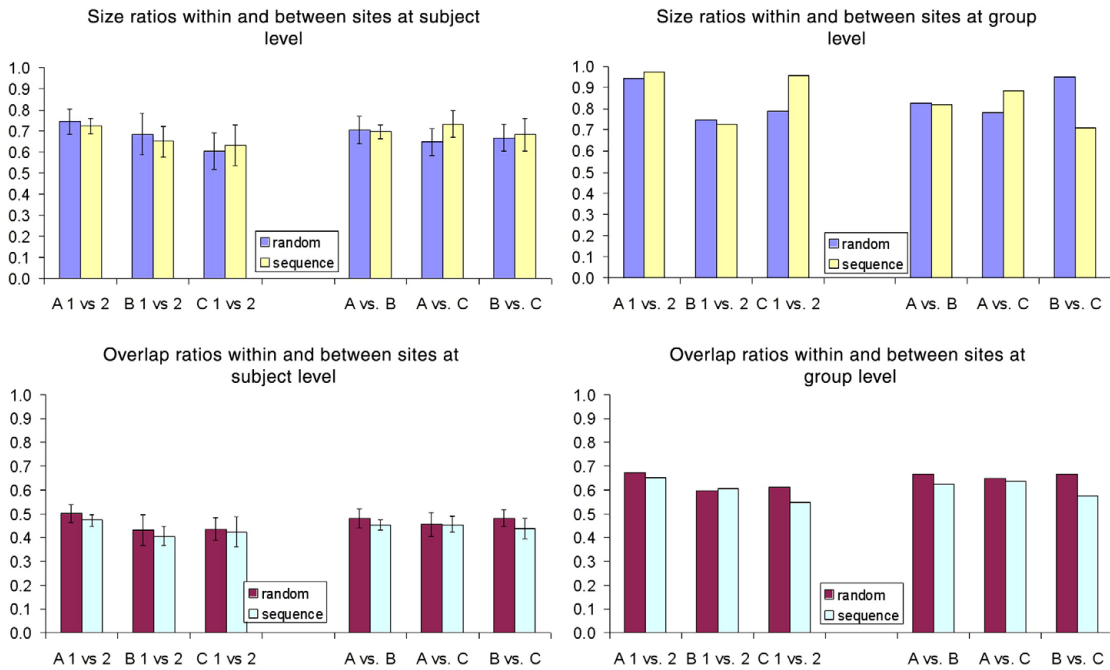 Size ratios within and between sites at subject
level
1.0
0.9
0.8
0.7
0.6
0.5
0.4
0.3
0.2
0.1
0.0
random
sequence
A 1 vs 2 B 1 vs 2 C 1 vs 2 A vs. B A vs. C B vs. C
Size ratios within and between sites at group
level
1.0
0.9
0.8
0.7
0.6
0.5
0.4
0.3
0.2
0.1
0.0
random
sequence
A 1 vs. 2 B 1 vs. 2 C 1 vs. 2 A vs. B A vs. C B vs. C
Overlap ratios within and between sites at
subject level
1.0
0.9
0.8
0.7
0.6
0.5
0.4
0.3
0.2
0.1
0.0
random
sequence
A 1 vs 2 B 1 vs 2 C 1 vs 2 A vs. B A vs. C B vs. C
Overlap ratios within and between sites at
group level
1.0
0.9
0.8
0.7
0.6
0.5
0.4
0.3
0.2
0.1
0.0
random
sequence
A 1 vs. 2 B 1 vs. 2 C 1 vs. 2 A vs. B A vs. C B vs. C